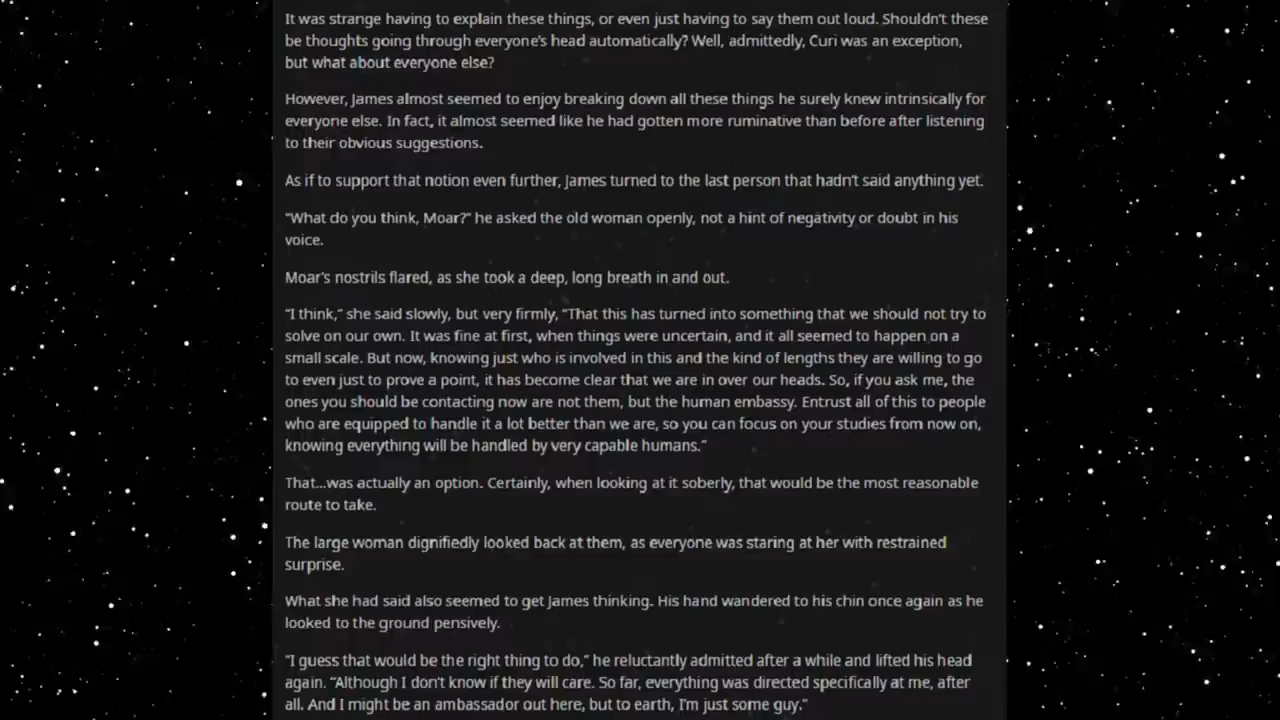 It was strange having to explain these things, or even just having to say them out loud. Shouldn't these
be thoughts going through everyone's head automatically? Well, admittedly, Curi was an exception,
but what about everyone else?
However, James almost seemed to enjoy breaking down all these things he surely knew intrinsically for
everyone else. In fact, it almost seemed like he had gotten more ruminative than before after listening
to their obvious suggestions.
As if to support that notion even further, James turned to the last person that hadn't said anything yet.
“What do you think, Moar?” he asked the old woman openly, not a hint of negativity or doubt in his
voice.
Moar's nostrils flared, as she took a deep, long breath in and out.
“I think,” she said slowly, but very firmly, “That this has turned into something that we should not try to
solve on our own. It was fine at first, when things were uncertain, and it all seemed to happen on a
small scale. But now, knowing just who is involved in this and the kind of lengths they are willing to go
to even just to prove a point, it has become clear that we are in over our heads. So, if you ask me, the
ones you should be contacting now are not them, but the human embassy. Entrust all of this to people
who are equipped to handle it a lot better than we are, so you can focus on your studies from now on,
knowing everything will be handled by very capable humans.”
That...was actually an option. Certainly, when looking at it soberly, that would be the most reasonable
route to take.
The large woman dignifiedly looked back at them, as everyone was staring at her with restrained
surprise.
What she had said also seemed to get James thinking. His hand wandered to his chin once again as he
looked to the ground pensively.
“I guess that would be the right thing to do,” he reluctantly admitted after a while and lifted his head
again. “Although I don't know if they will care. So far, everything was directed specifically at me, after
all. And I might be an ambassador out here, but to earth, I'm just some guy.”